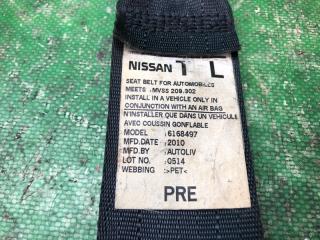 NISSAN T L
SEAT BELT FOR AUTOMOBILES
MEETS :MVSS 209.302
INSTALL IN A VEHICLE ONLY IN
CONJUNCTION WITH AN AIR BAG
N'INSTALLER QUE DANS UN VEHICULE
AVEC COUSSIN GONFLABLE
MODEL :6168497
MFD.DATE :2010
MFD.BY :AUTOLIV
LOT NO. :0514
WEBBING :>PET<
PRE